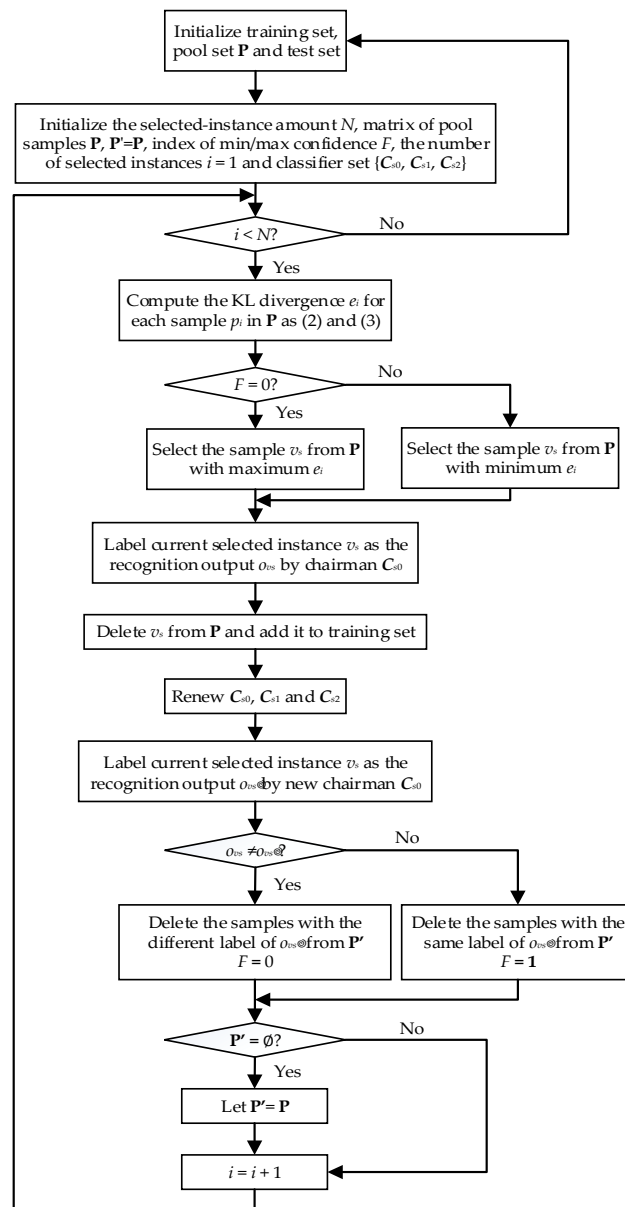 Initialize training set,
pool set P and test set
Initialize the selected-instance amount N, matrix of pool
samples P, P'=P, index of min/max confidence F, the number
of selected instances i = 1 and classifier set {Cs0, Cs1, Cs2}
i < N?
No
Yes
Compute the KL divergence ei for
each sample pi in P as (2) and (3)
F = 0?
No
Yes
Select the sample vs from P
with maximum ei
Select the sample vs from P
with minimum ei
Label current selected instance vs as the
recognition output ovs by chairman Cs0
Delete vs from P and add it to training set
Renew Cs0, Cs1 and Cs2
Label current selected instance vs as the
recognition output ovs by new chairman Cs0
ovs ≠ ovs ?
No
Yes
Delete the samples with the
different label of ovs from P'
F = 0
Delete the samples with the
same label of ovs from P'
F = 1
P' = ∅?
No
Yes
Let P'= P
i = i + 1